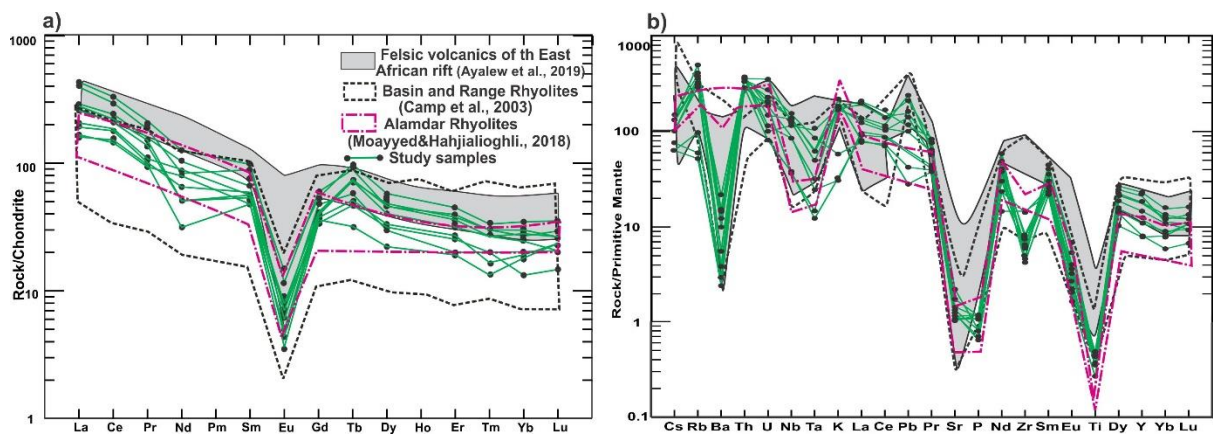 a)
1000
100
10
1
Rock/Chondrite
Felsic volcanics of th East
African rift (Ayalew et al., 2019)
Basin and Range Rhyolites
(Camp et al., 2003)
Alamdar Rhyolites
(Moayyed&Hahjialioghli., 2018)
Study samples
La Ce Pr Nd Pm Sm Eu Gd Tb Dy Ho Er Tm Yb Lu
b)
1000
100
10
1
0.1
Rock/Primitive Mantle
Cs Rb Ba Th U Nb Ta K La Ce Pb Pr Sr P Nd Zr Sm Eu Ti Dy Y Yb Lu